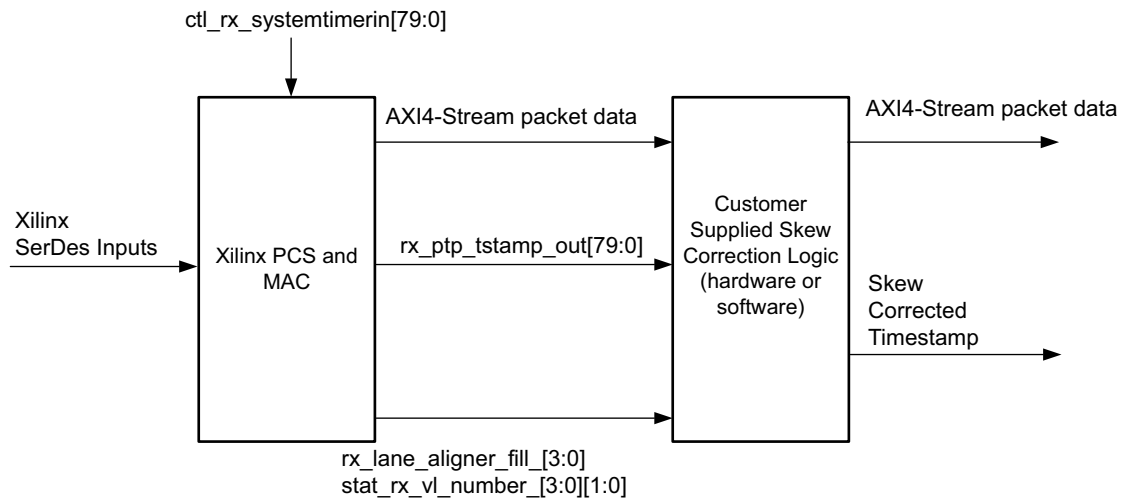 ctl_rx_systemtimerin[79:0]
AXI4-Stream packet data
AXI4-Stream packet data
Xilinx
SerDes Inputs
Xilinx PCS and
MAC
rx_ptp_tstamp_out[79:0]
Customer
Supplied Skew
Correction Logic
(hardware or
software)
Skew
Corrected
Timestamp
rx_lane_aligner_fill_[3:0]
stat_rx_vl_number_[3:0][1:0]